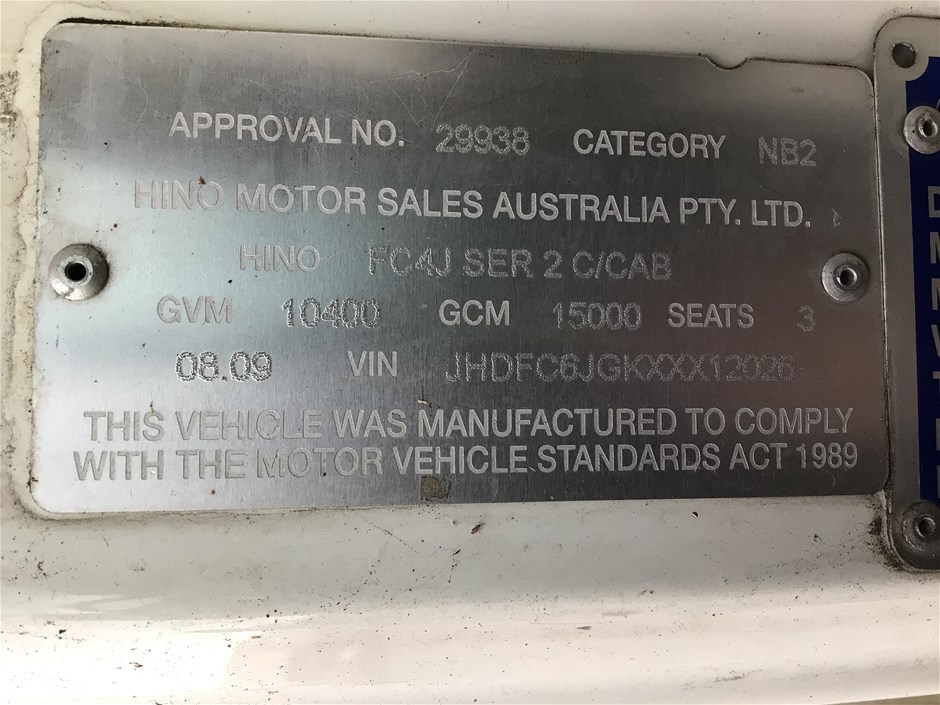 APPROVAL NO. 29938 CATEGORY NB2
HINO MOTOR SALES AUSTRALIA PTY. LTD.
HINO FC4J SER 2 C/CAB
GVM 10400 GCM 15000 SEATS 3
08.09 VIN JHDFC6JGKXXX12026
THIS VEHICLE WAS MANUFACTURED TO COMPLY
WITH THE MOTOR VEHICLE STANDARDS ACT 1989